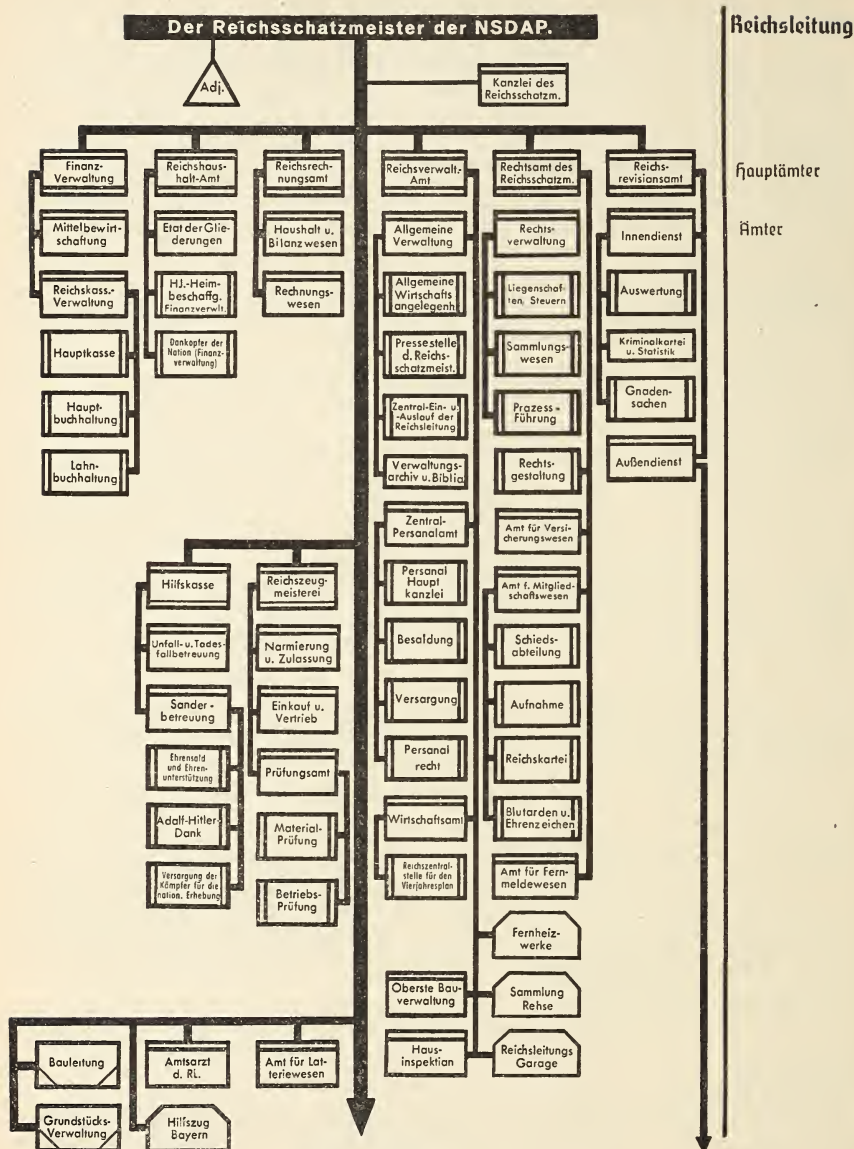 Der Reichsschatzmeister der NSDAP.
Reichsleitung
Adj.
Kanzlei des
Reichsschatzm.
Finanz-
Verwaltung
Reichshaus-
halt-Amt
Reichsrech-
nungsamt
Reichsverwalt.-
Amt
Rechtsamt des
Reichsschatzm.
Reichs-
revisionsamt
Hauptämter
Mittelbewirt-
schaftung
Etat der Glie-
derungen
Haushalt u.
Bilanzwesen
Allgemeine
Verwaltung
Rechts-
verwaltung
Innendienst
Ämter
Reichskass.-
Verwaltung
HJ.-Heim-
beschaffg.
Finanzverwlt.
Rechnungs-
wesen
Allgemeine
Wirtschafts
angelegenh.
Liegenschaf-
ten, Steuern
Auswertung
Hauptkasse
Dankopfer der
Nation (Finanz-
verwaltung)
Pressestelle
d. Reichs-
schatzmeist.
Sammlungs-
wesen
Kriminalkartei
u. Statistik
Haupt-
buchhaltung
Zentral-Ein- u.
-Auslauf der
Reichsleitung
Prozess-
Führung
Gnaden-
sachen
Lohn-
buchhaltung
Verwaltungs-
archiv u. Biblio
Rechts-
gestaltung
Außendienst
Zentral-
Personalamt
Amt für Versi-
cherungswesen
Hilfskasse
Reichszeug-
meisterei
Personal
Haupt
kanzlei
Amt f. Mitglied-
schaftswesen
Unfall- u. Todes-
fallbetreuung
Normierung
u. Zulassung
Besoldung
Schieds-
abteilung
Sonder-
betreuung
Einkauf u.
Vertrieb
Versorgung
Aufnahme
Ehrensold
und Ehren-
unterstützung
Prüfungsamt
Personal
recht
Reichskartei
Adolf-Hitler-
Dank
Material-
Prüfung
Wirtschaftsamt
Blutorden u.
Ehrenzeichen
Versorgung der
Kämpfer für die
nation. Erhebung
Betriebs-
Prüfung
Reichszentral-
stelle für den
Vierjahresplan
Amt für Fern-
meldewesen
Fernheiz-
werke
Oberste Bau-
verwaltung
Sammlung
Rehse
Bauleitung
Amtsarzt
d. RL.
Amt für Lot-
teriewesen
Haus-
inspektion
Reichsleitungs
Garage
Grundstücks-
Verwaltung
Hilfszug
Bayern